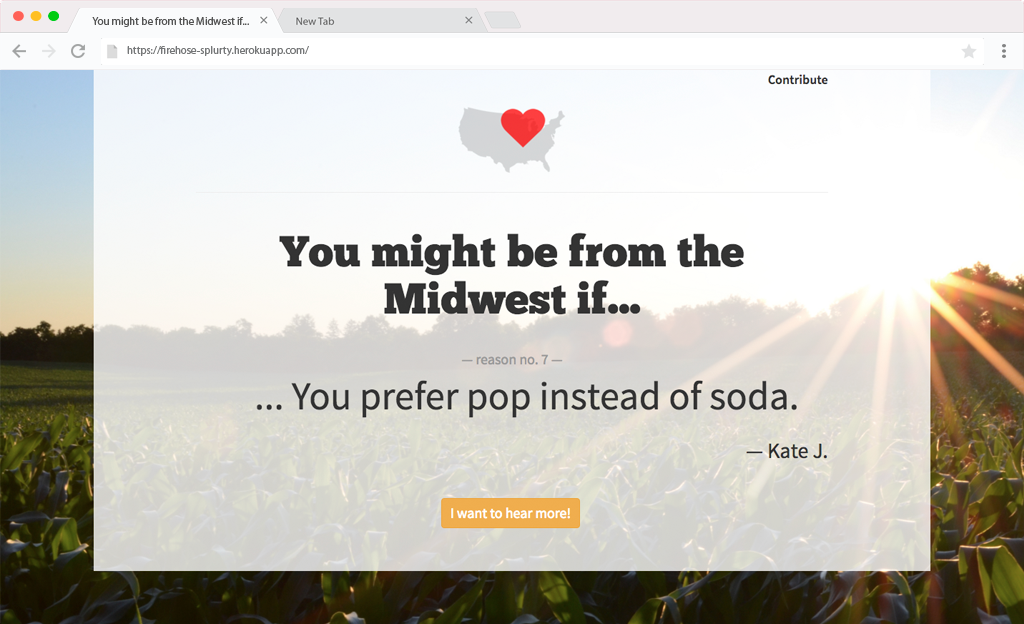 You might be from the Midwest if...
New Tab
https://firehose-splurty.herokuapp.com/
Contribute
You might be from the
Midwest if...
— reason no. 7 —
... You prefer pop instead of soda.
— Kate J.
I want to hear more!